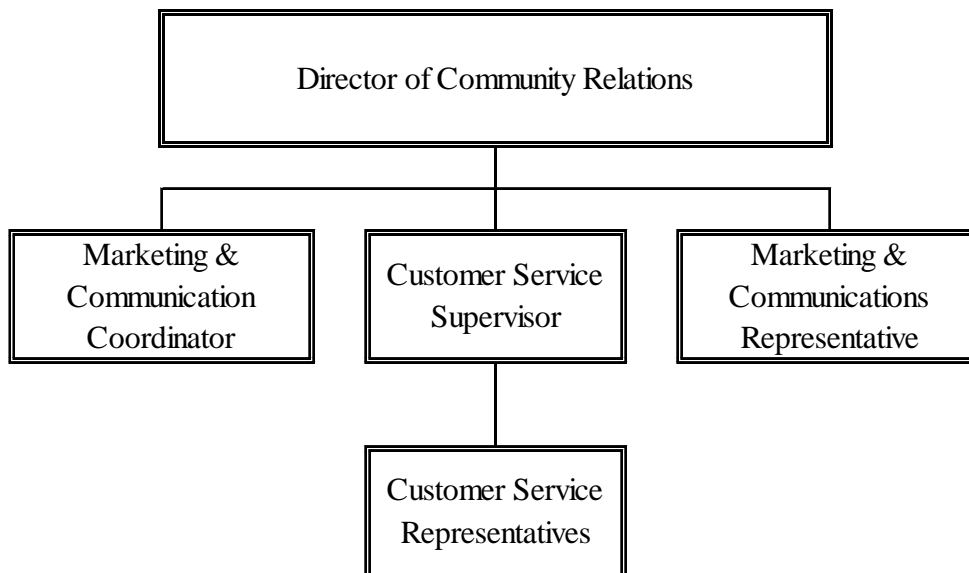 Director of Community Relations
Marketing &
Communication
Coordinator
Customer Service
Supervisor
Marketing &
Communications
Representative
Customer Service
Representatives